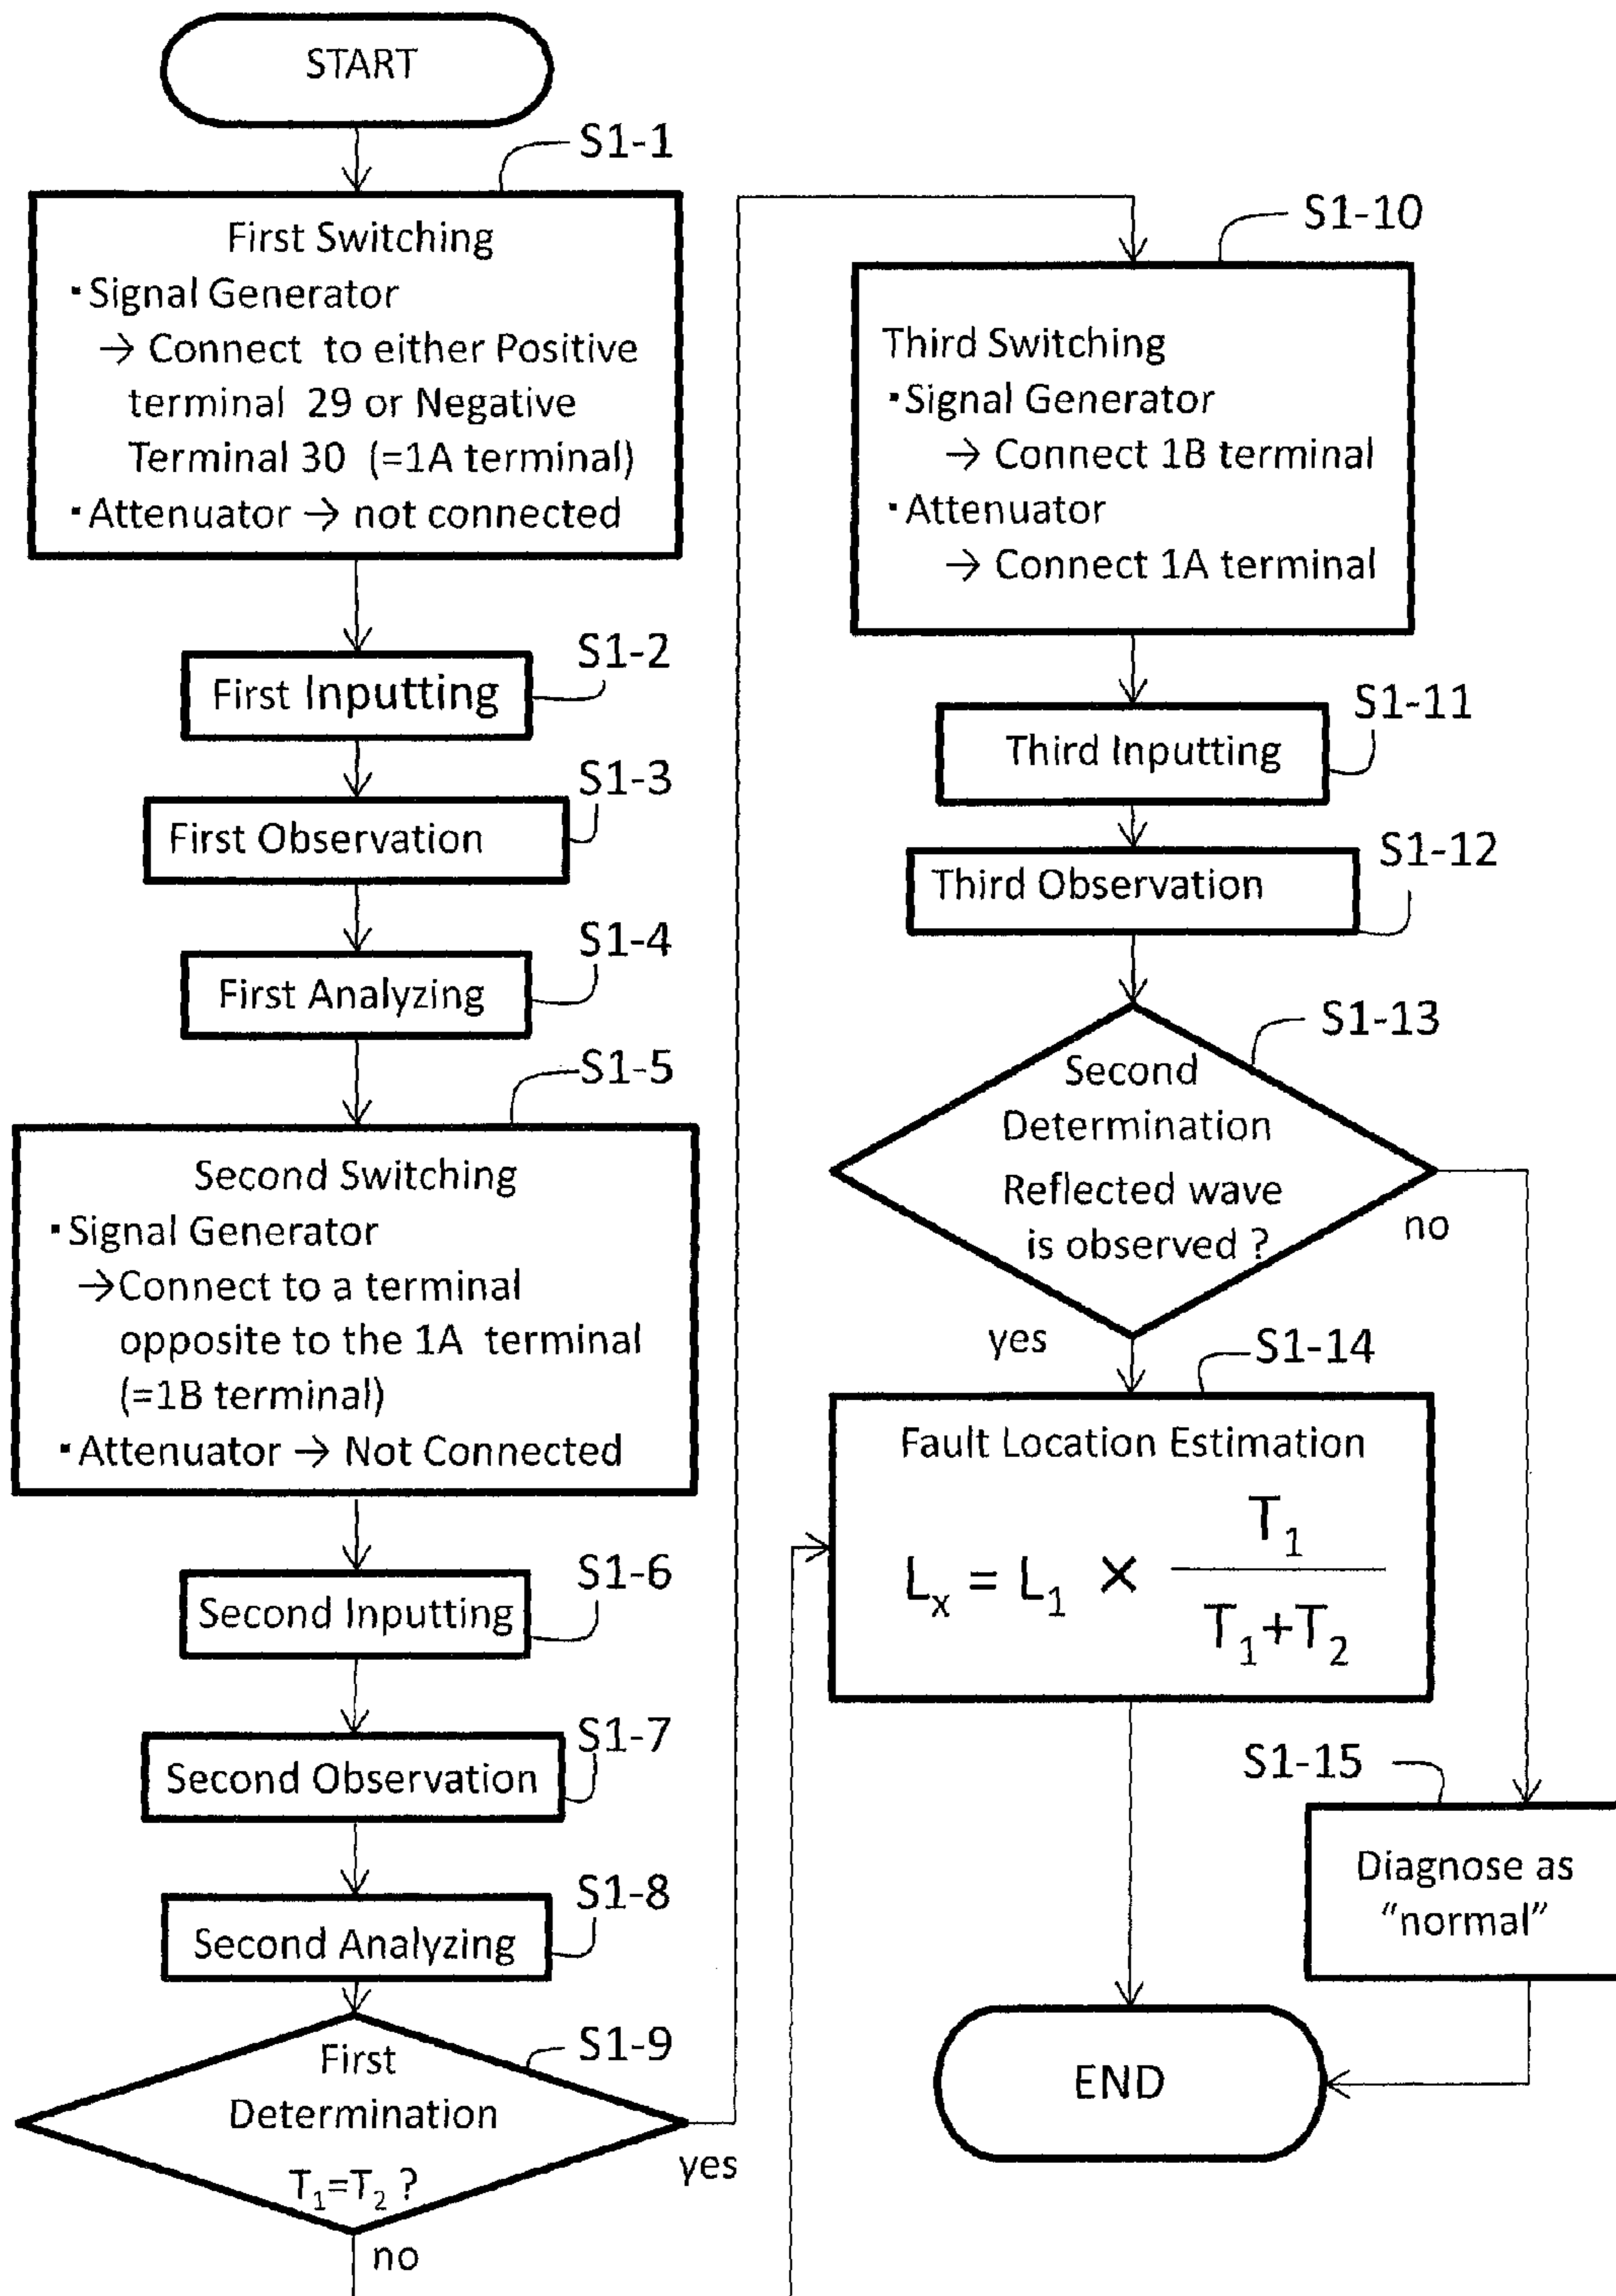 START
S1-1
First Switching
・Signal Generator
→ Connect to either Positive
terminal 29 or Negative
Terminal 30 (=1A terminal)
・Attenuator → not connected
S1-2
First Inputting
S1-3
First Observation
S1-4
First Analyzing
S1-5
Second Switching
・Signal Generator
→Connect to a terminal
opposite to the 1A terminal
(=1B terminal)
・Attenuator → Not Connected
S1-6
Second Inputting
S1-7
Second Observation
S1-8
Second Analyzing
S1-9
First
Determination
T₁=T₂ ?
yes
no
S1-10
Third Switching
・Signal Generator
→ Connect 1B terminal
・Attenuator
→ Connect 1A terminal
S1-11
Third Inputting
S1-12
Third Observation
S1-13
Second
Determination
Reflected wave
is observed ?
no
yes
S1-14
Fault Location Estimation
T₁
Lₓ = L₁ ×
T₁+T₂
S1-15
Diagnose as
“normal”
END